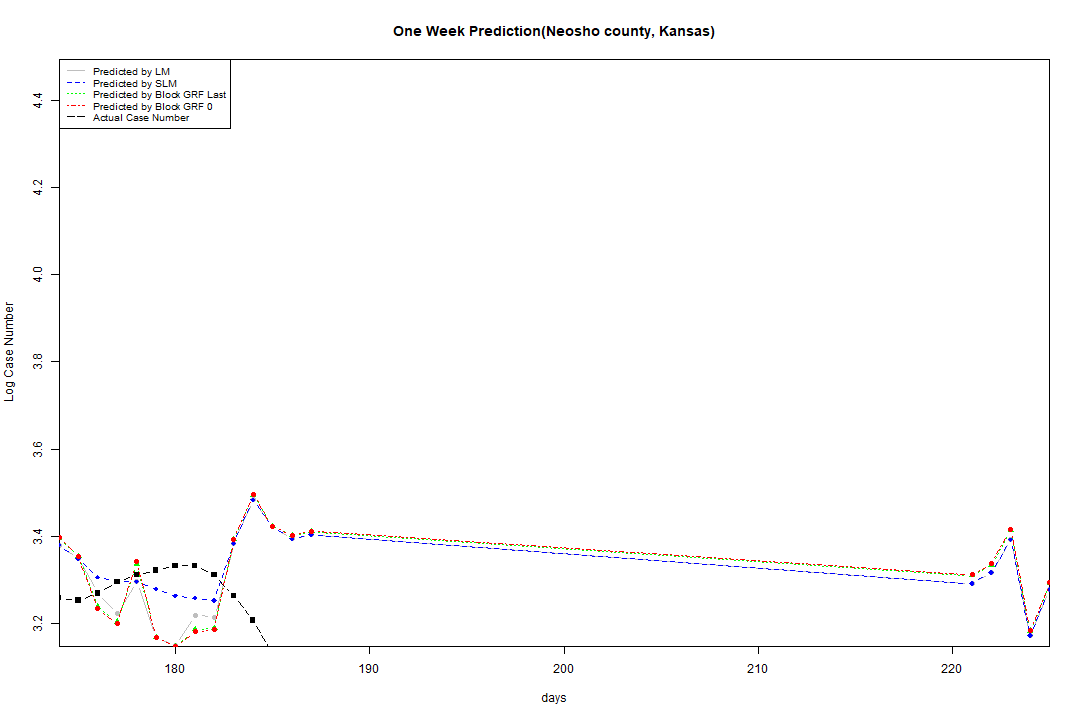 One Week Prediction(Neosho county, Kansas)
Predicted by LM
Predicted by SLM
Predicted by Block GRF Last
Predicted by Block GRF 0
Actual Case Number
Log Case Number
4.4
4.2
4.0
3.8
3.6
3.4
3.2
180 190 200 210 220
days